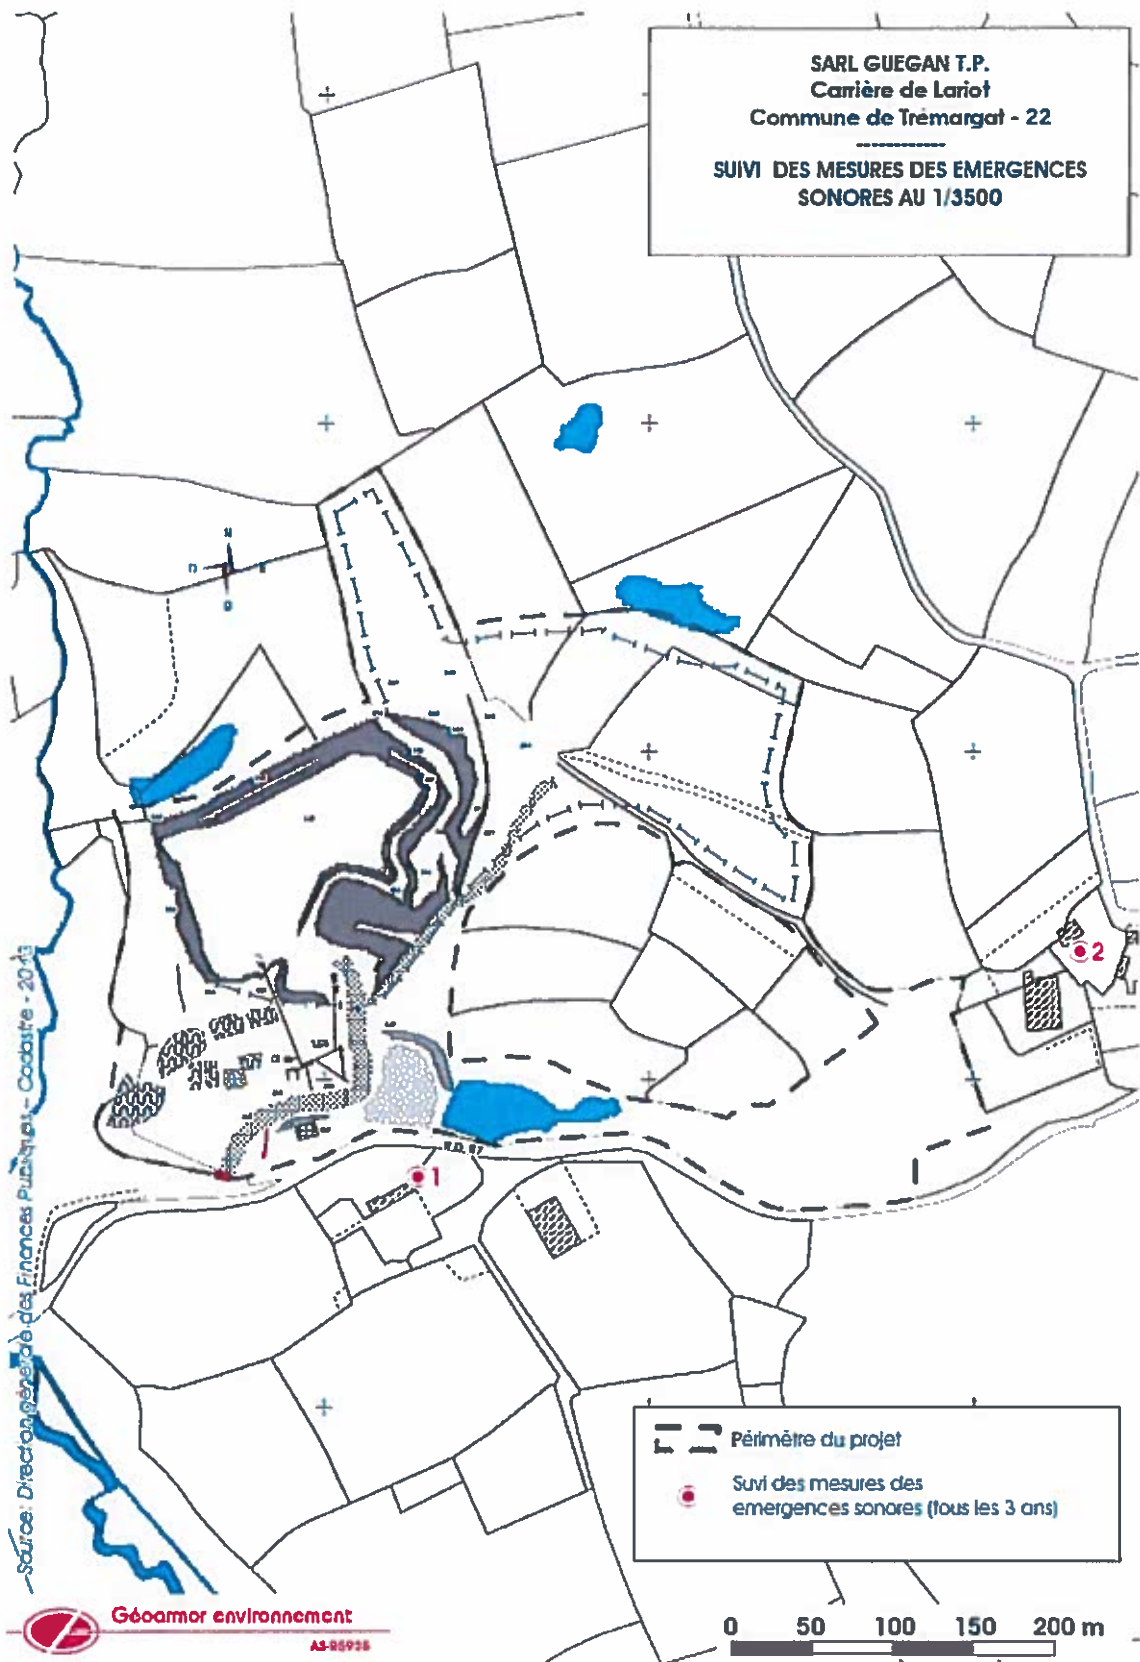 SARL GUEGAN T.P.
Carrière de Lariot
Commune de Trémargat - 22
------------
SUIVI DES MESURES DES EMERGENCES
SONORES AU 1/3500
N
R.D. 87
1
2
Source: Direction générale des Finances Publiques - Cadastre - 2013
Périmètre du projet
Suvi des mesures des
emergences sonores (tous les 3 ans)
Géoarmor environnement
0 50 100 150 200 m